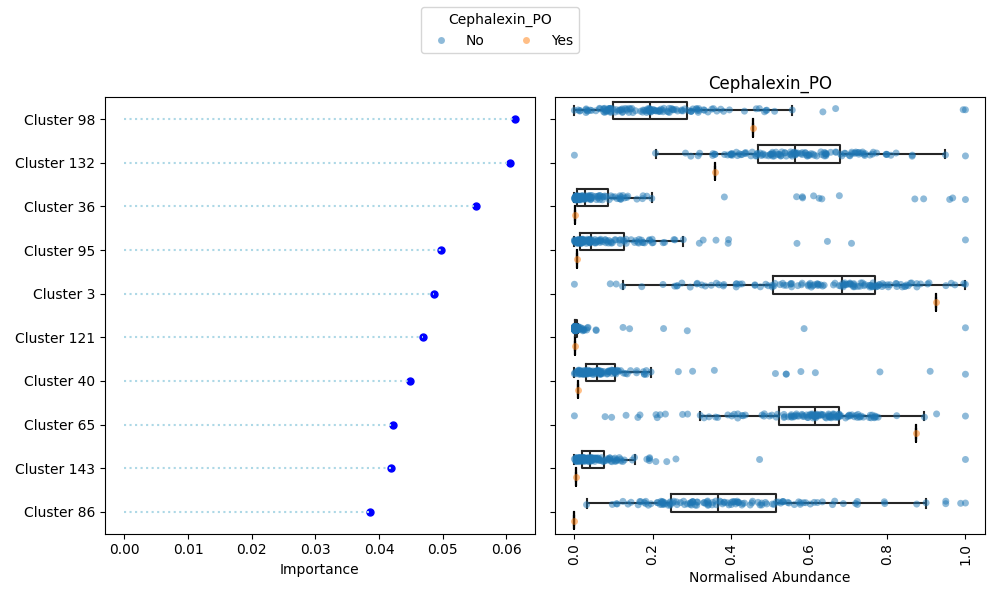 Cephalexin_PO
No Yes
Cephalexin_PO
Cluster 98
Cluster 132
Cluster 36
Cluster 95
Cluster 3
Cluster 121
Cluster 40
Cluster 65
Cluster 143
Cluster 86
0.00 0.01 0.02 0.03 0.04 0.05 0.06
Importance
0.0 0.2 0.4 0.6 0.8 1.0
Normalised Abundance